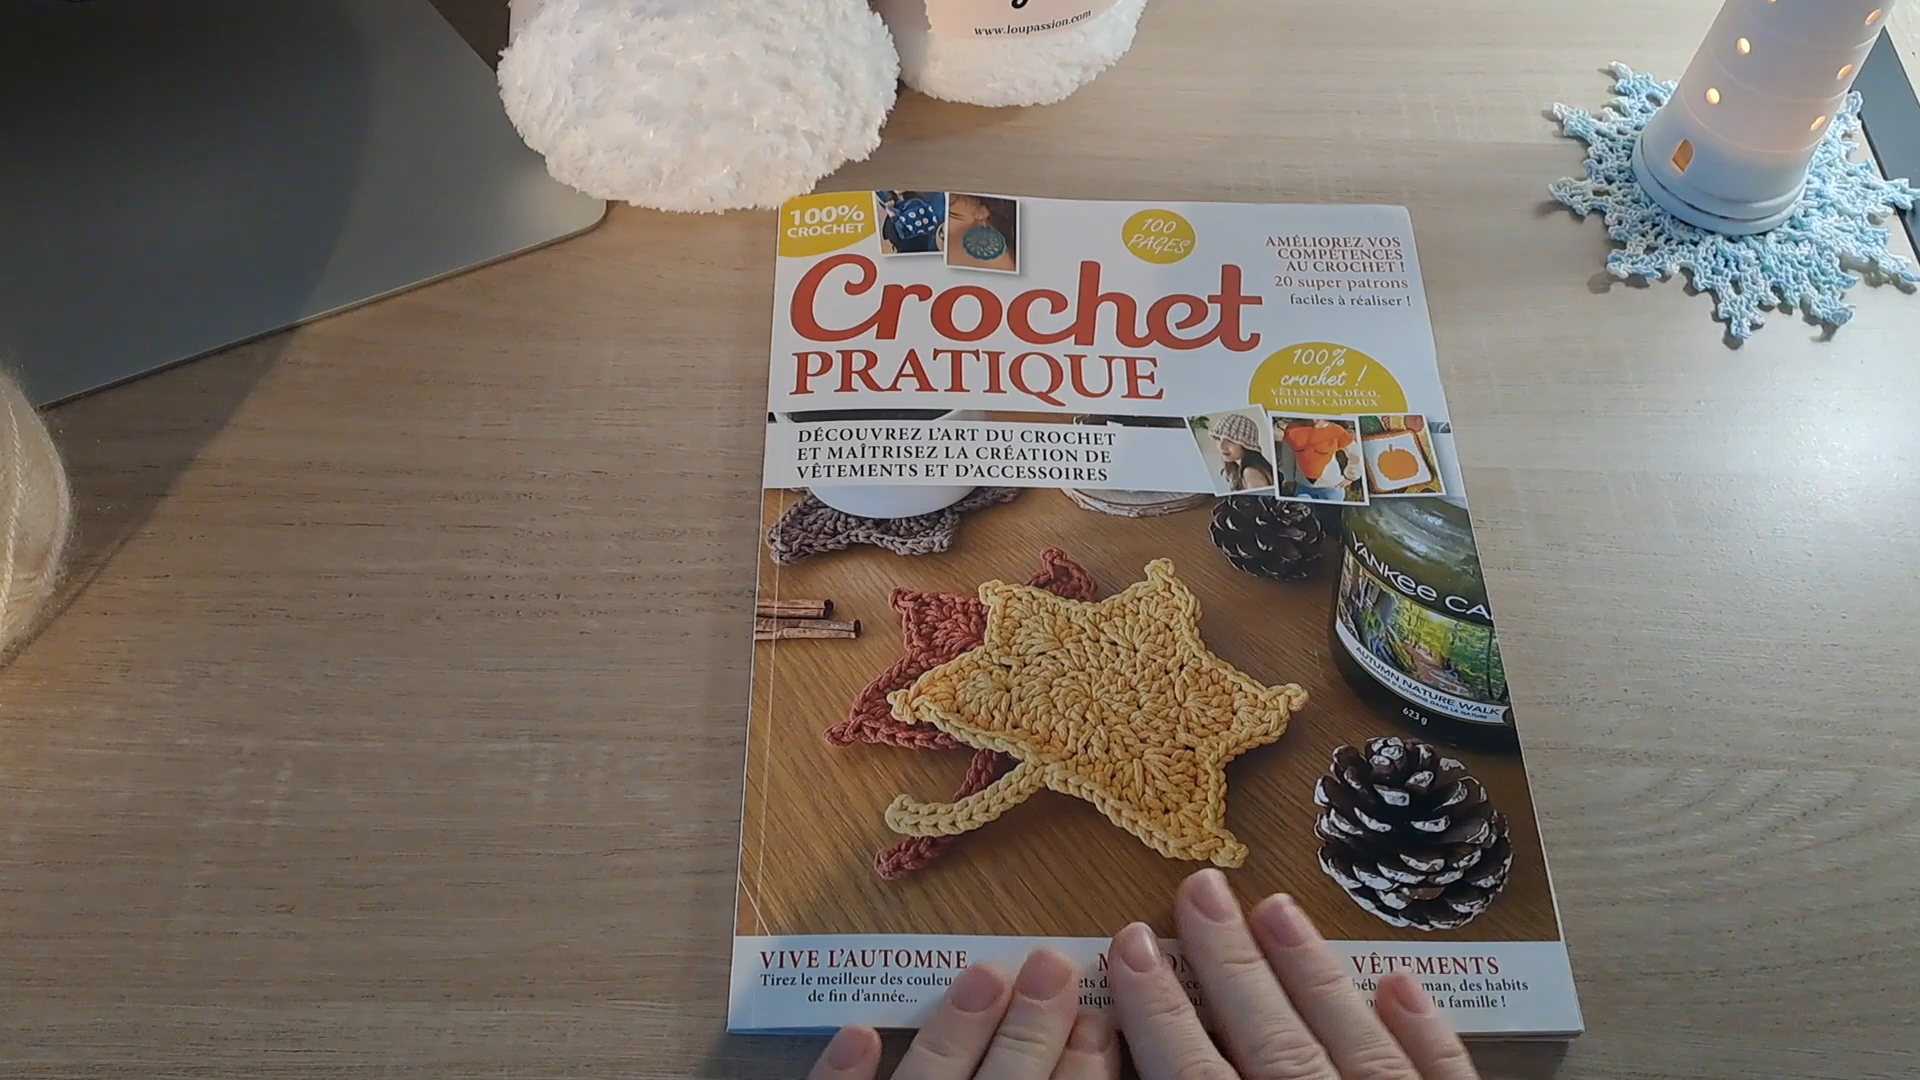 www.loupassion.com
100%
CROCHET
100
PAGES
AMÉLIOREZ VOS
COMPÉTENCES
AU CROCHET !
20 super patrons
faciles à réaliser !
Crochet
PRATIQUE
100%
crochet !
VÊTEMENTS, DÉCO,
JOUETS, CADEAUX
DÉCOUVREZ L'ART DU CROCHET
ET MAÎTRISEZ LA CRÉATION DE
VÊTEMENTS ET D'ACCESSOIRES
YANKEE CA
AUTUMN NATURE WALK
623 g
VIVE L'AUTOMNE
Tirez le meilleur des couleu
de fin d'année...
VÊTEMENTS
des habits
la famille !